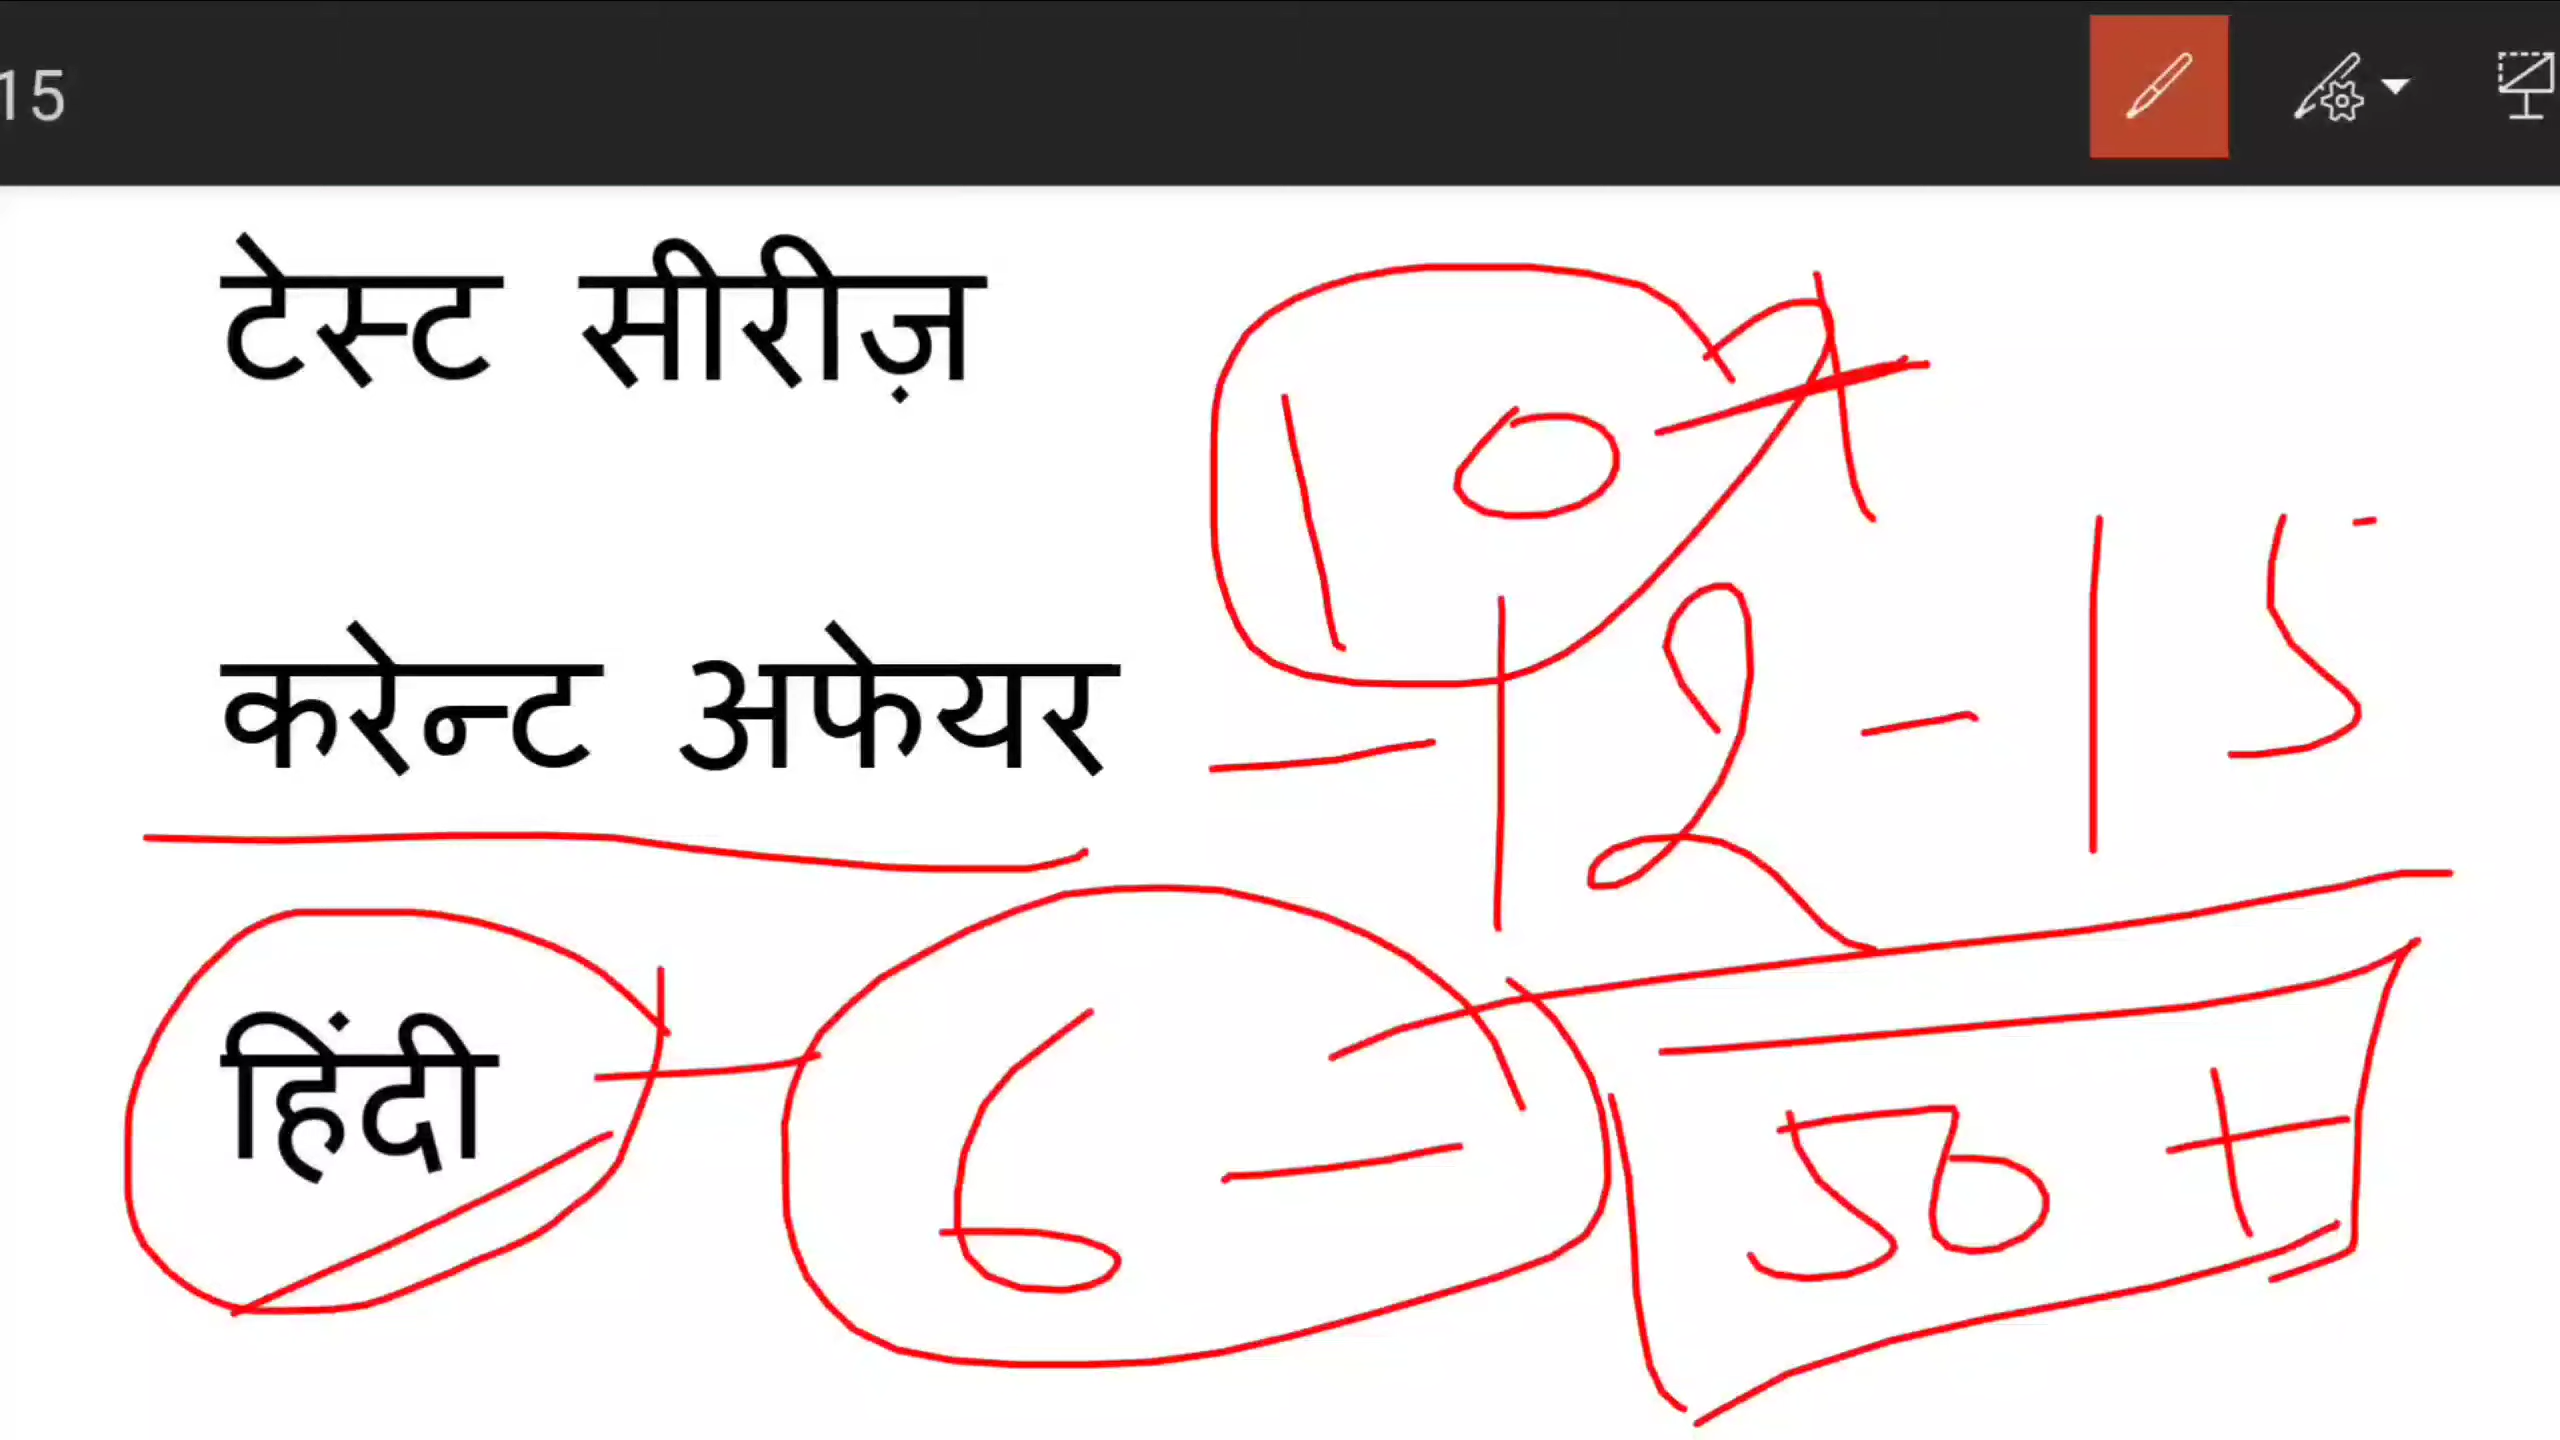 15
टेस्ट सीरीज़
10+
करेन्ट अफेयर - 12 - 15
हिंदी - 6 - 50 +